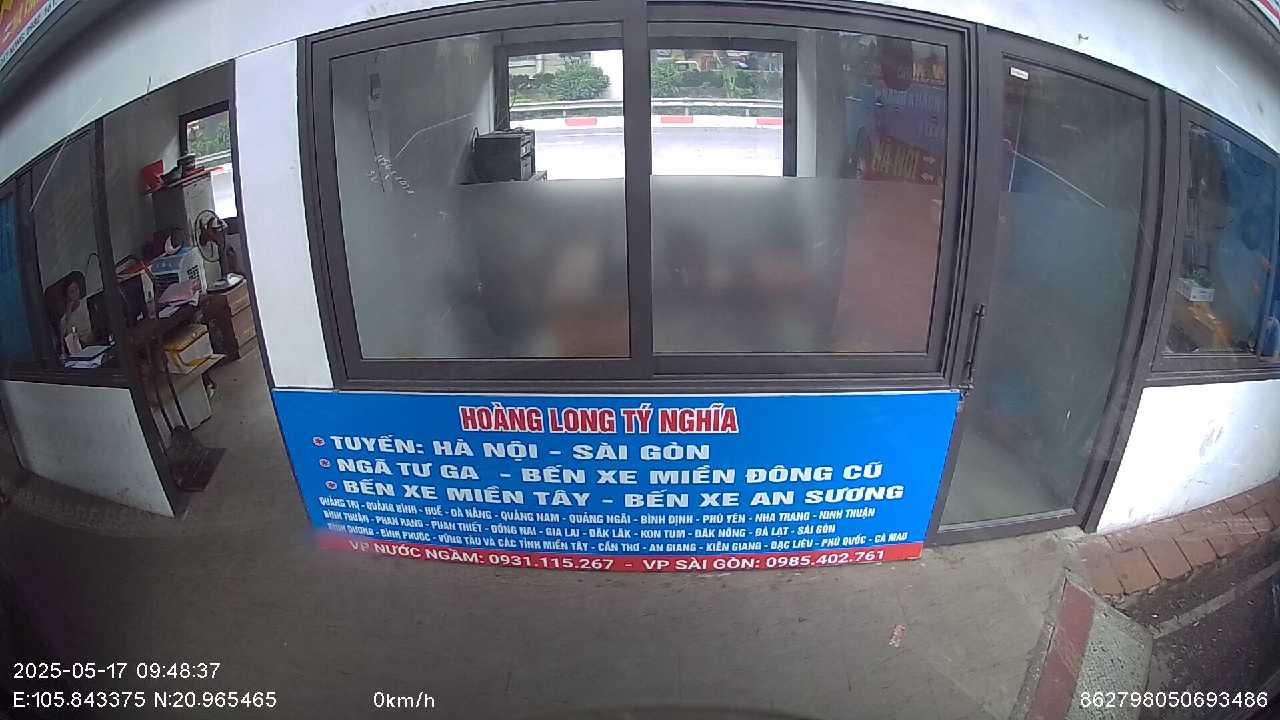 HÀ NỘI
HOÀNG LONG TÝ NGHĨA
TUYẾN: HÀ NỘI - SÀI GÒN
NGÃ TƯ GA - BẾN XE MIỀN ĐÔNG CŨ
BẾN XE MIỀN TÂY - BẾN XE AN SƯƠNG
QUẢNG TRỊ - QUẢNG BÌNH - HUẾ - ĐÀ NẴNG - QUẢNG NAM - QUẢNG NGÃI - BÌNH ĐỊNH - PHÚ YÊN - NHA TRANG - NINH THUẬN
BÌNH THUẬN - PHAN RANG - PHAN THIẾT - ĐỒNG NAI - GIA LAI - ĐĂK LĂK - KON TUM - ĐĂK NÔNG - ĐÀ LẠT - SÀI GÒN
BÌNH DƯƠNG - BÌNH PHƯỚC - VŨNG TÀU VÀ CÁC TỈNH MIỀN TÂY - CẦN THƠ - AN GIANG - KIÊN GIANG - BẠC LIÊU - PHÚ QUỐC - CÀ MAU
VP NƯỚC NGẦM: 0931.115.267 - VP SÀI GÒN: 0985.402.761
2025-05-17 09:48:37
E:105.843375 N:20.965465 0km/h 862798050693486